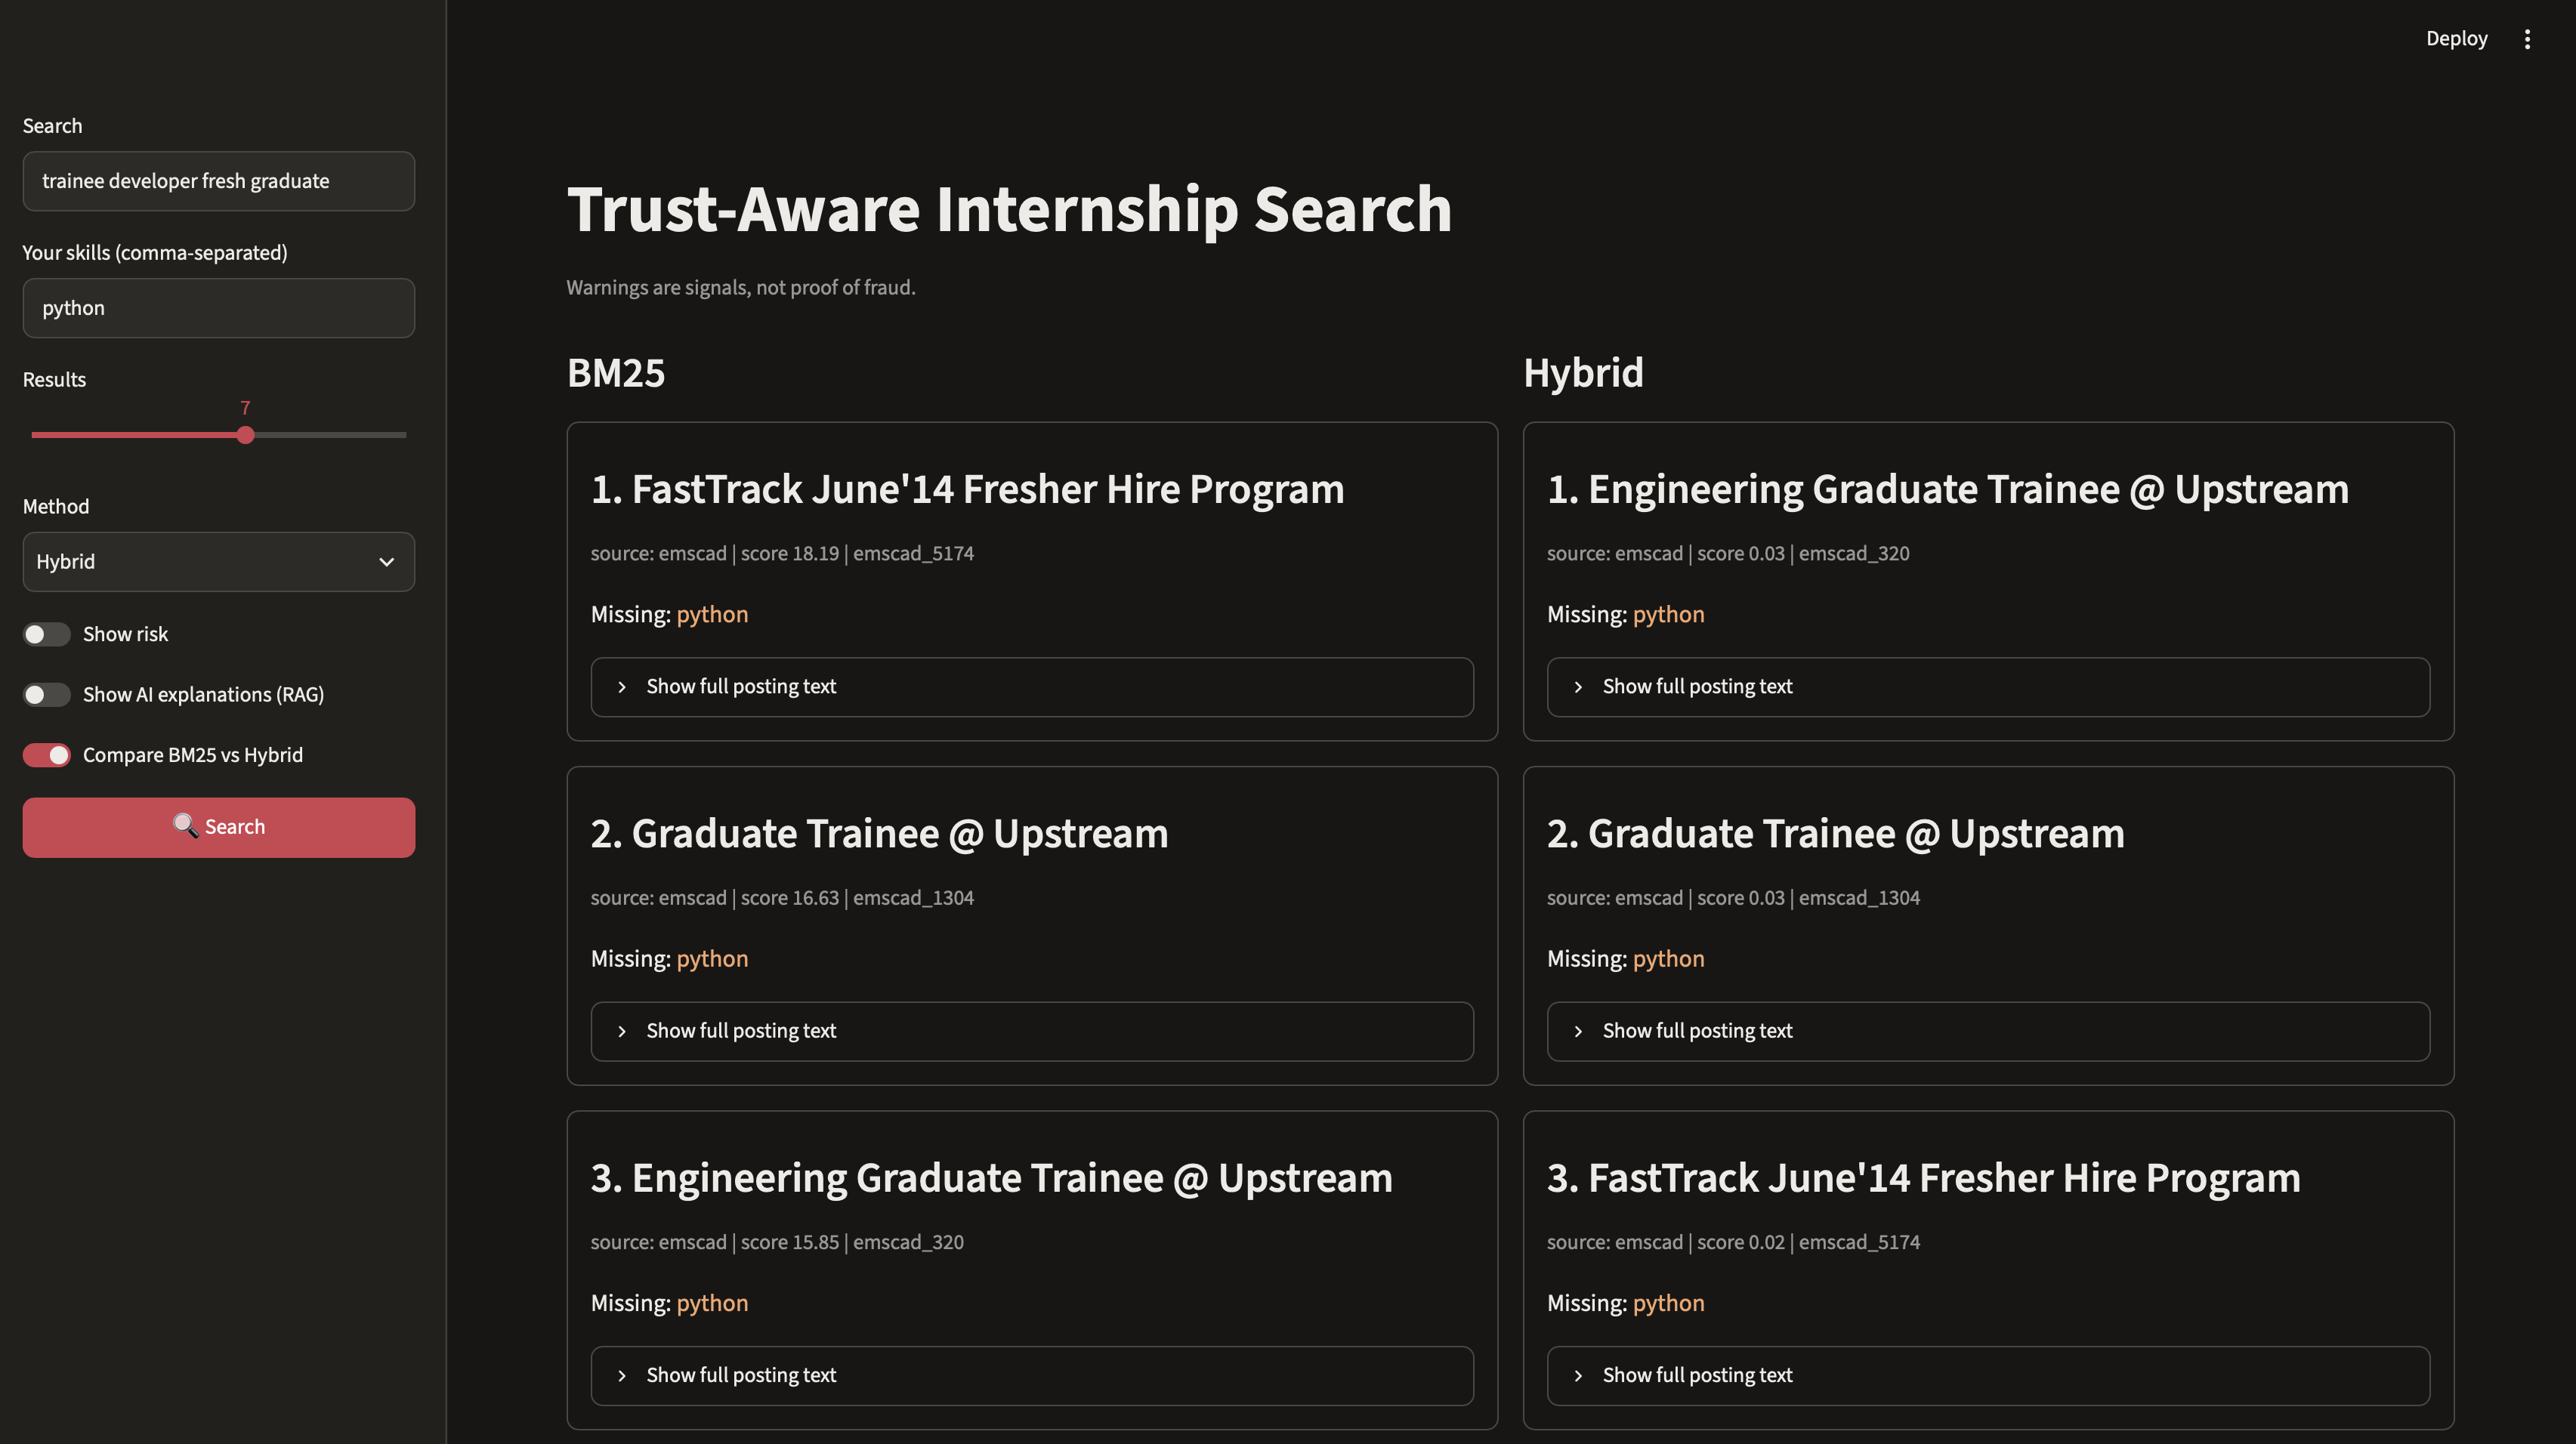 Deploy
Search
trainee developer fresh graduate
Your skills (comma-separated)
python
Results
7
Method
Hybrid
Show risk
Show AI explanations (RAG)
Compare BM25 vs Hybrid
Search
Trust-Aware Internship Search
Warnings are signals, not proof of fraud.
BM25
1. FastTrack June'14 Fresher Hire Program
source: emscad | score 18.19 | emscad_5174
Missing: python
Show full posting text
2. Graduate Trainee @ Upstream
source: emscad | score 16.63 | emscad_1304
Missing: python
Show full posting text
3. Engineering Graduate Trainee @ Upstream
source: emscad | score 15.85 | emscad_320
Missing: python
Show full posting text
Hybrid
1. Engineering Graduate Trainee @ Upstream
source: emscad | score 0.03 | emscad_320
Missing: python
Show full posting text
2. Graduate Trainee @ Upstream
source: emscad | score 0.03 | emscad_1304
Missing: python
Show full posting text
3. FastTrack June'14 Fresher Hire Program
source: emscad | score 0.02 | emscad_5174
Missing: python
Show full posting text